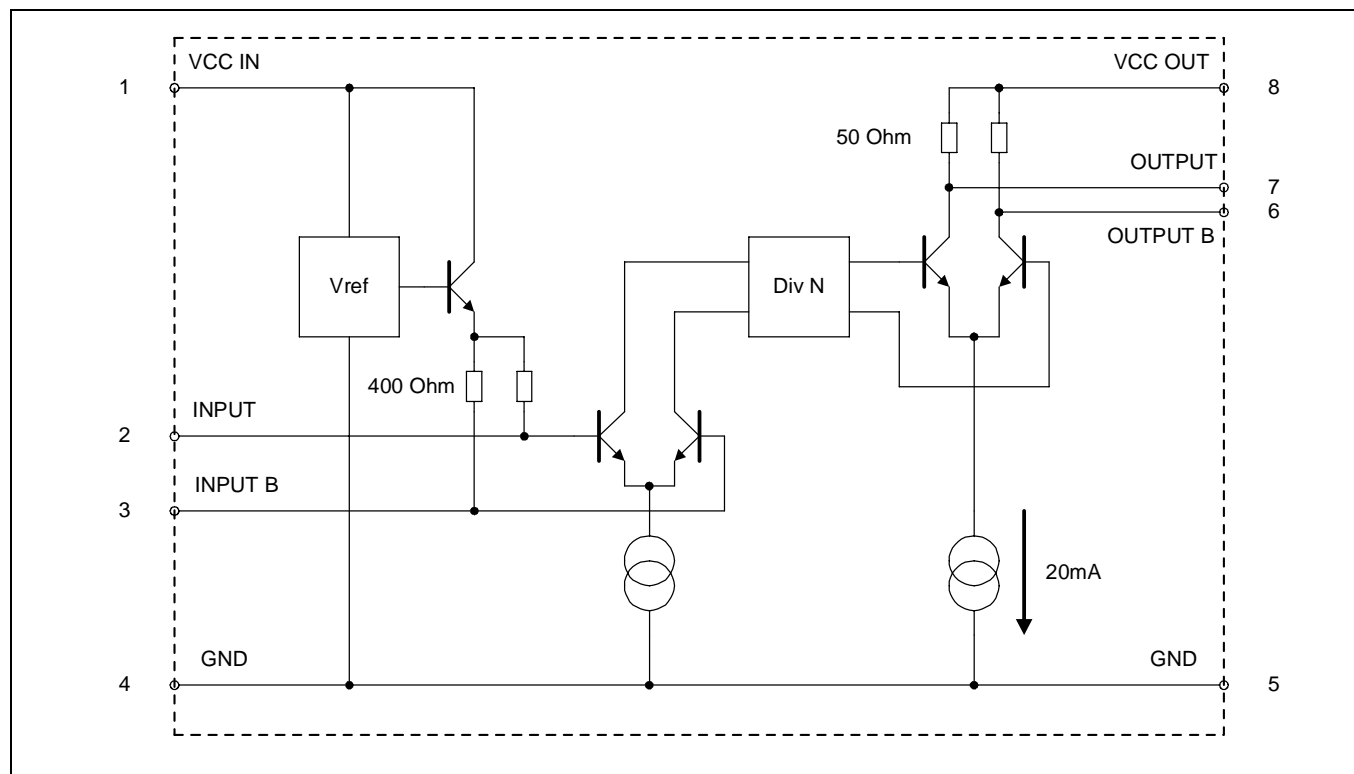 VCC IN
VCC OUT
1
8
50 Ohm
OUTPUT
7
6
OUTPUT B
Vref
Div N
400 Ohm
INPUT
2
INPUT B
3
20mA
GND
GND
4
5